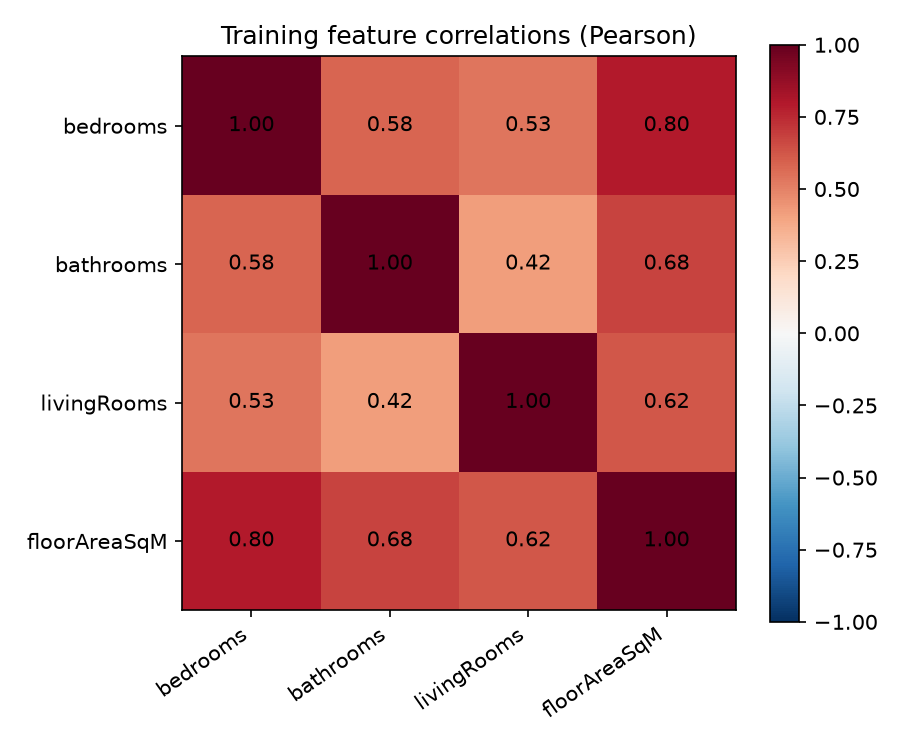 Training feature correlations (Pearson)
bedrooms 1.00 0.58 0.53 0.80
bathrooms 0.58 1.00 0.42 0.68
livingRooms 0.53 0.42 1.00 0.62
floorAreaSqM 0.80 0.68 0.62 1.00
bedrooms bathrooms livingRooms floorAreaSqM
1.00
0.75
0.50
0.25
0.00
−0.25
−0.50
−0.75
−1.00